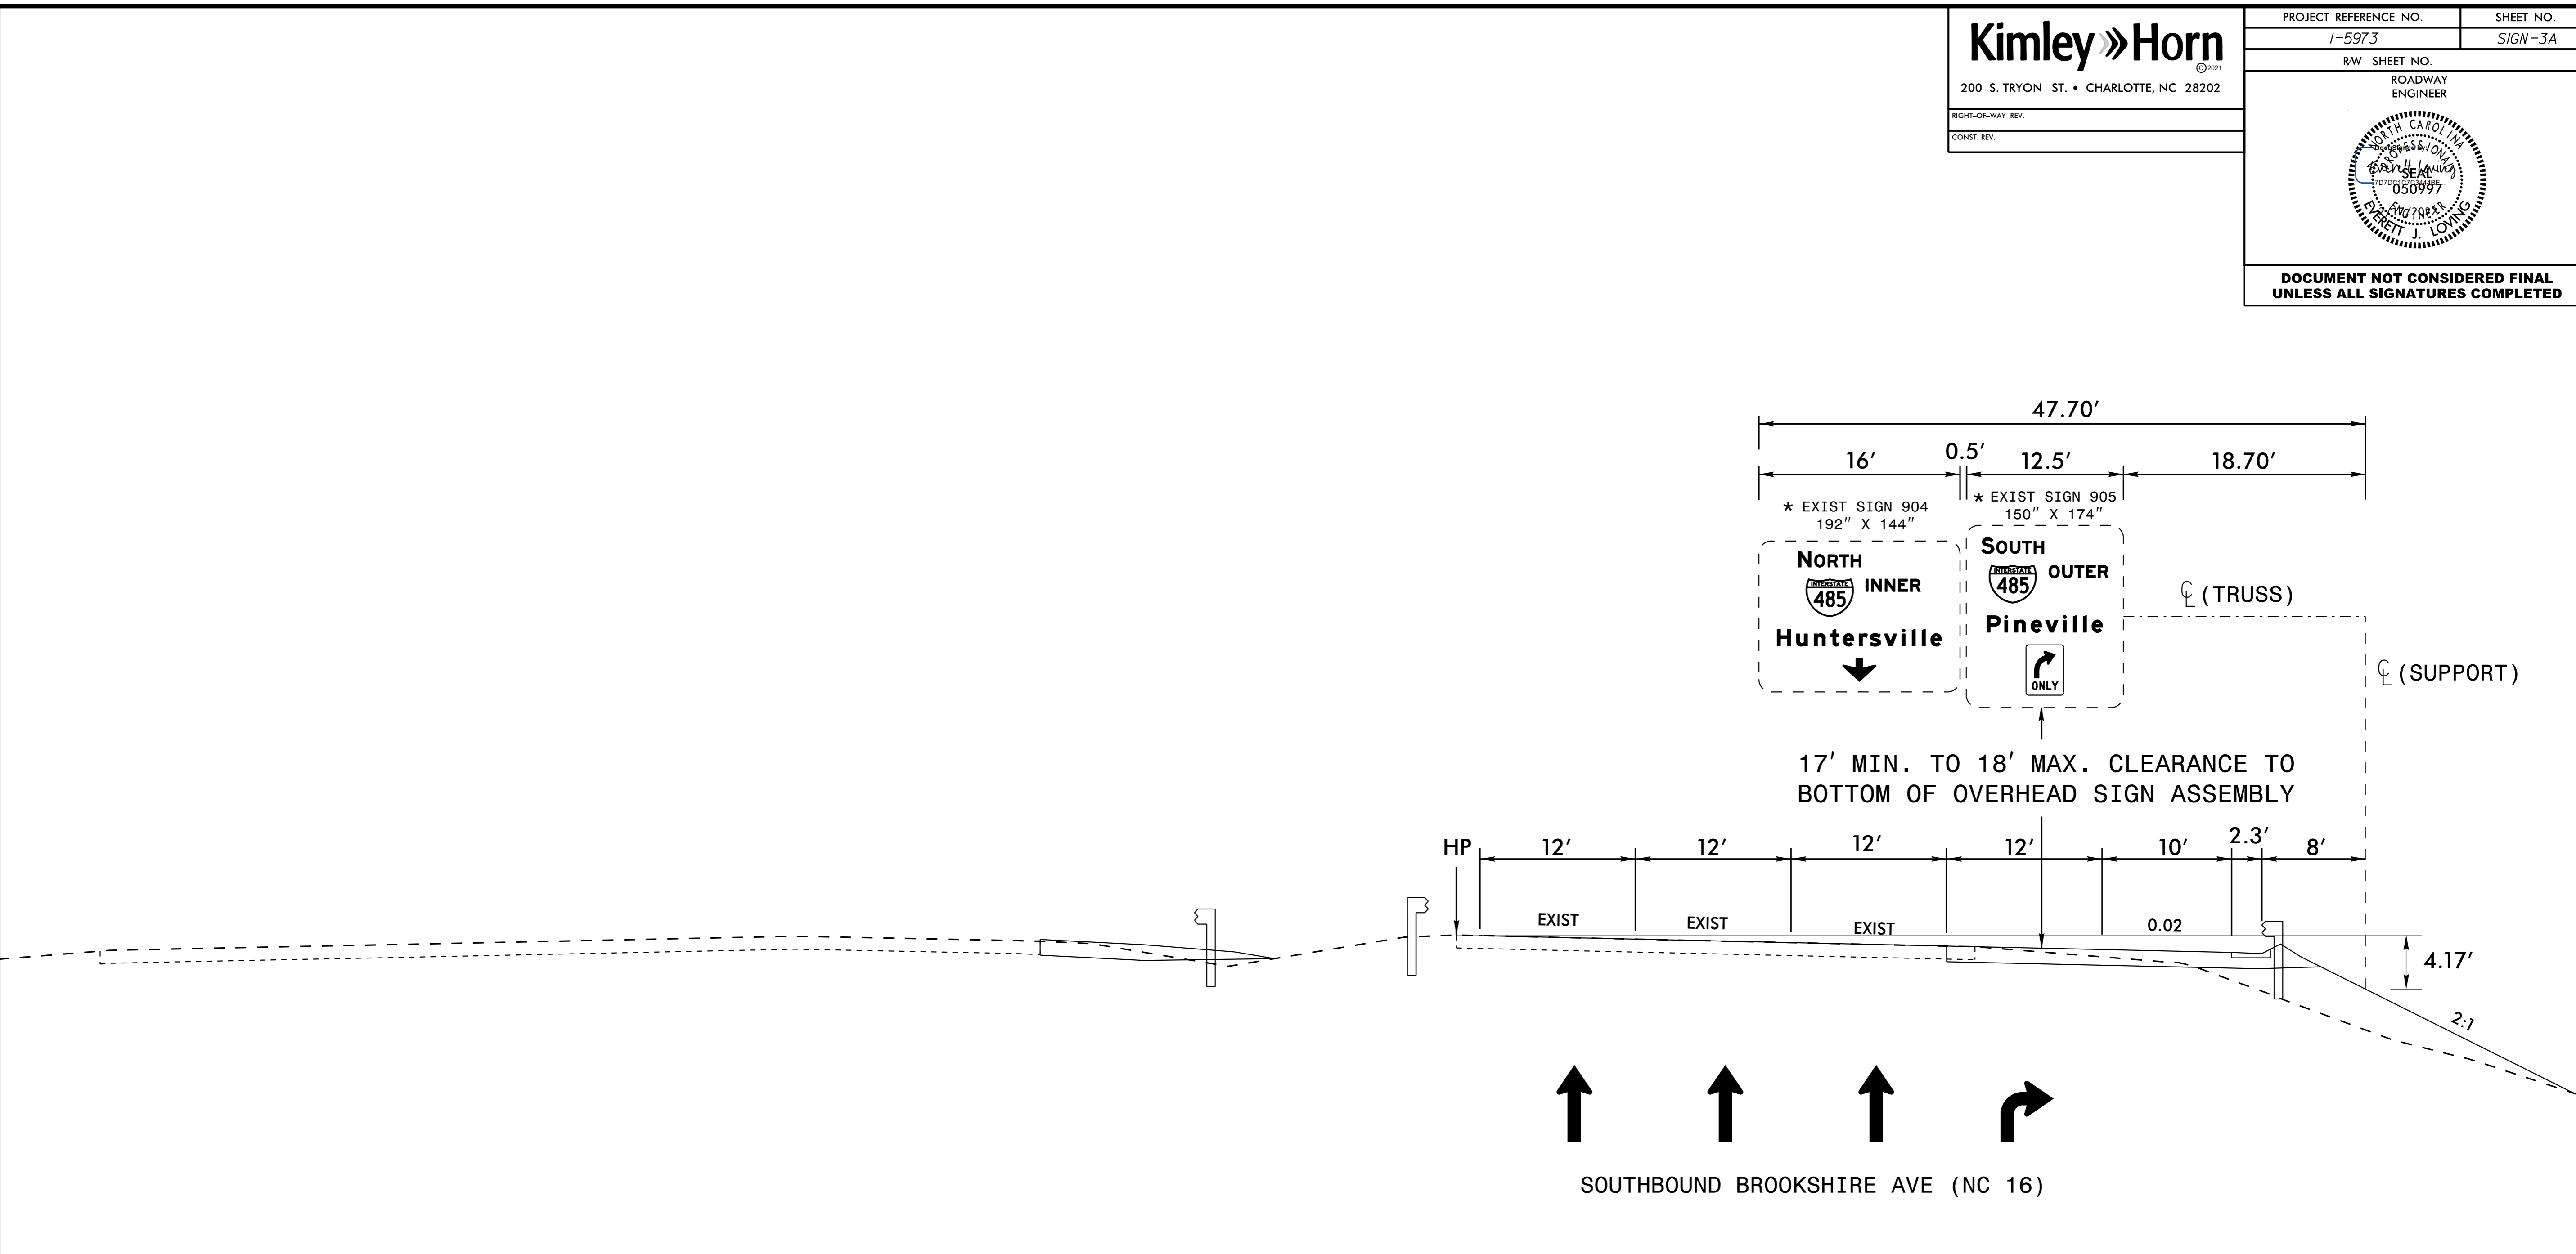 Kimley»Horn
© 2021
200 S. TRYON ST. • CHARLOTTE, NC 28202
RIGHT-OF-WAY REV.
CONST. REV.
PROJECT REFERENCE NO.
SHEET NO.
I-5973
SIGN-3A
R/W SHEET NO.
ROADWAY
ENGINEER
NORTH CAROLINA
PROFESSIONAL
SEAL
050997
ENGINEER
EVERETT J. LOVING
DOCUMENT NOT CONSIDERED FINAL
UNLESS ALL SIGNATURES COMPLETED
47.70'
16'
0.5'
12.5'
18.70'
* EXIST SIGN 904
192" X 144"
* EXIST SIGN 905
150" X 174"
NORTH
INTERSTATE
485
INNER
Huntersville
SOUTH
INTERSTATE
485
OUTER
Pineville
ONLY
℄ (TRUSS)
℄ (SUPPORT)
17' MIN. TO 18' MAX. CLEARANCE TO
BOTTOM OF OVERHEAD SIGN ASSEMBLY
HP
12'
12'
12'
12'
10'
2.3'
8'
EXIST
EXIST
EXIST
0.02
4.17'
2:1
SOUTHBOUND BROOKSHIRE AVE (NC 16)